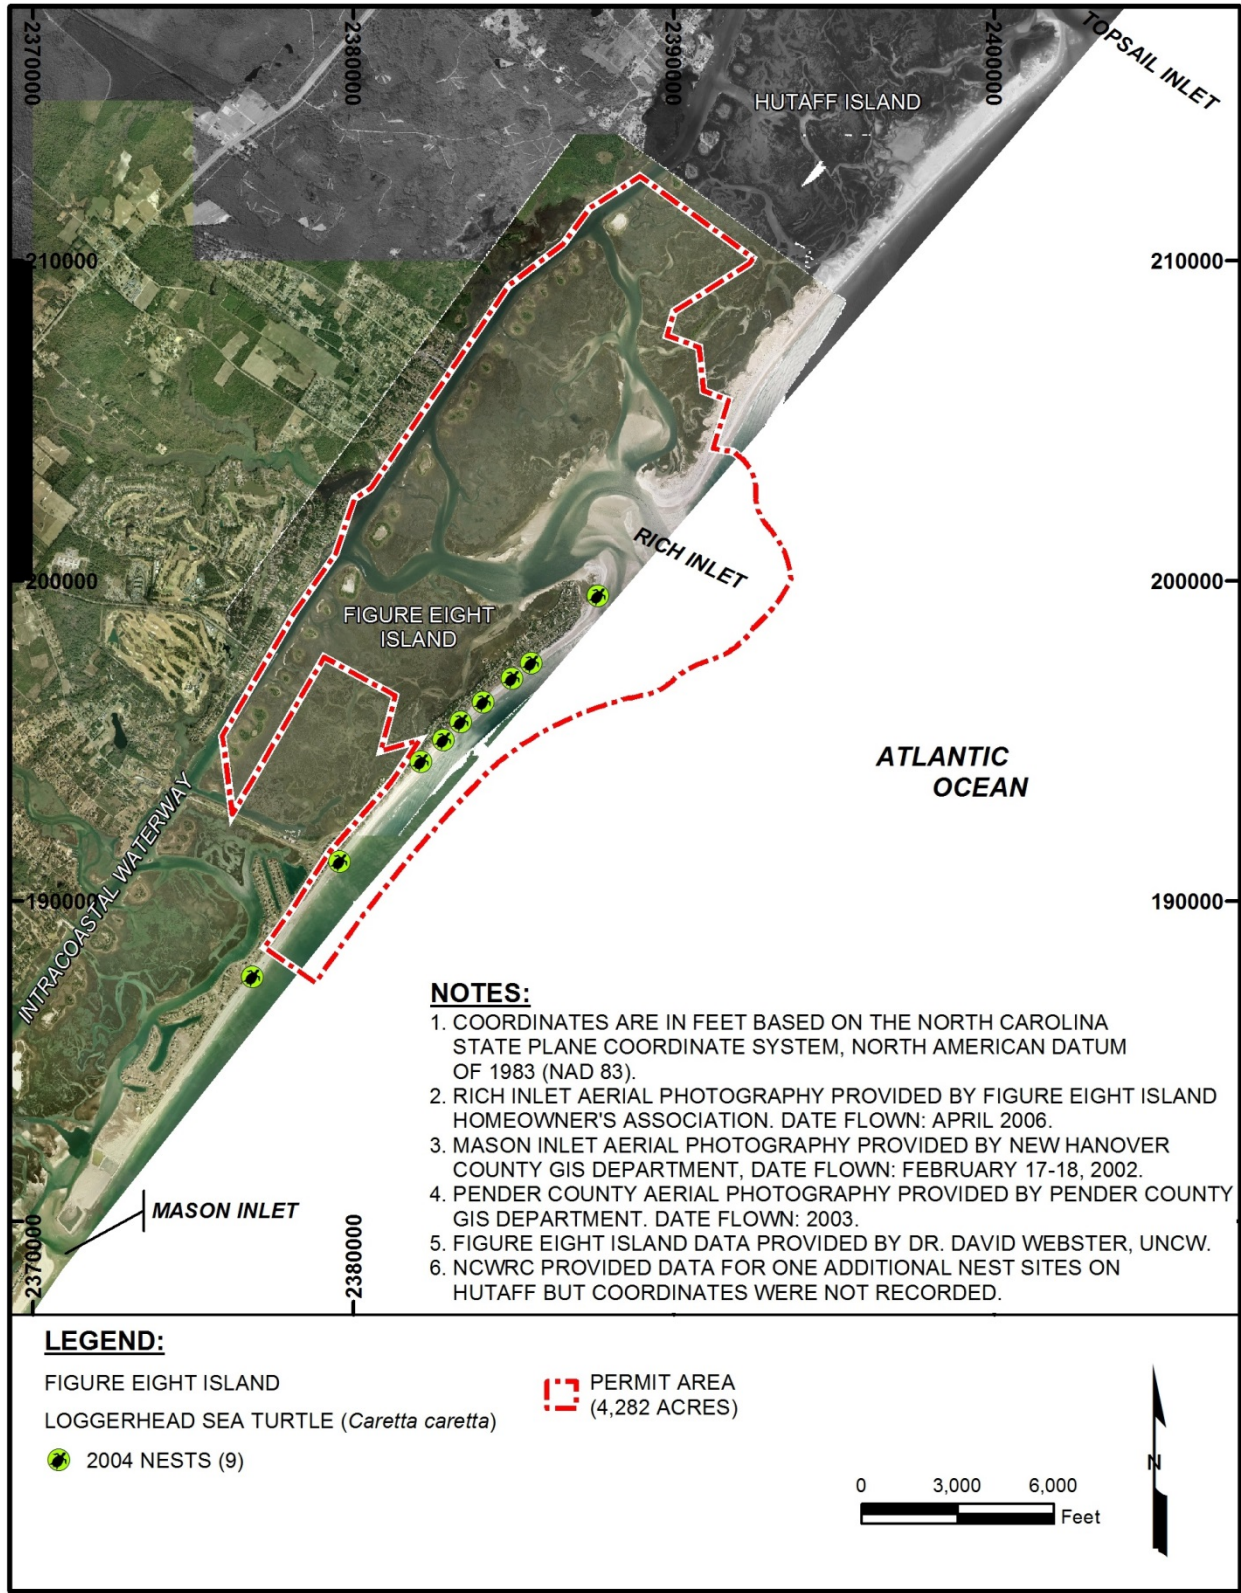 2370000
2380000
2390000
2400000
TOPSAIL INLET
HUTAFF ISLAND
210000
210000
RICH INLET
200000
200000
FIGURE EIGHT
ISLAND
ATLANTIC
OCEAN
INTRACOASTAL WATERWAY
190000
190000
NOTES:
1. COORDINATES ARE IN FEET BASED ON THE NORTH CAROLINA
STATE PLANE COORDINATE SYSTEM, NORTH AMERICAN DATUM
OF 1983 (NAD 83).
2. RICH INLET AERIAL PHOTOGRAPHY PROVIDED BY FIGURE EIGHT ISLAND
HOMEOWNER'S ASSOCIATION. DATE FLOWN: APRIL 2006.
3. MASON INLET AERIAL PHOTOGRAPHY PROVIDED BY NEW HANOVER
COUNTY GIS DEPARTMENT, DATE FLOWN: FEBRUARY 17-18, 2002.
4. PENDER COUNTY AERIAL PHOTOGRAPHY PROVIDED BY PENDER COUNTY
GIS DEPARTMENT. DATE FLOWN: 2003.
5. FIGURE EIGHT ISLAND DATA PROVIDED BY DR. DAVID WEBSTER, UNCW.
6. NCWRC PROVIDED DATA FOR ONE ADDITIONAL NEST SITES ON
HUTAFF BUT COORDINATES WERE NOT RECORDED.
MASON INLET
2370000
2380000
LEGEND:
FIGURE EIGHT ISLAND
LOGGERHEAD SEA TURTLE (Caretta caretta)
2004 NESTS (9)
PERMIT AREA
(4,282 ACRES)
N
0 3,000 6,000
Feet